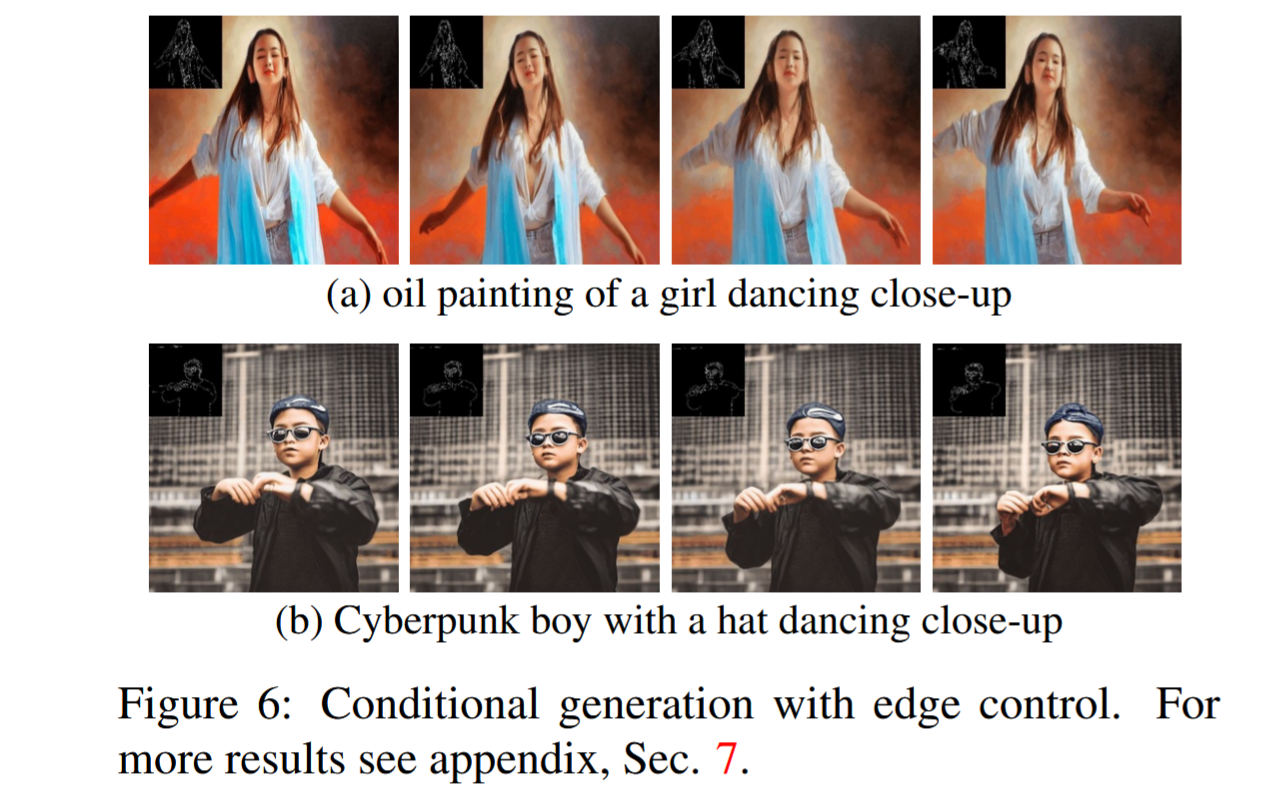 (a) oil painting of a girl dancing close-up
(b) Cyberpunk boy with a hat dancing close-up
Figure 6: Conditional generation with edge control. For
more results see appendix, Sec. 7.